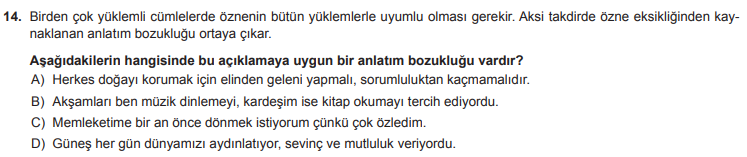 14. Birden çok yüklemli cümlelerde öznenin bütün yüklemlerle uyumlu olması gerekir. Aksi takdirde özne eksikliğinden kay-
naklanan anlatım bozukluğu ortaya çıkar.
Aşağıdakilerin hangisinde bu açıklamaya uygun bir anlatım bozukluğu vardır?
A) Herkes doğayı korumak için elinden geleni yapmalı, sorumluluktan kaçmamalıdır.
B) Akşamları ben müzik dinlemeyi, kardeşim ise kitap okumayı tercih ediyordu.
C) Memleketime bir an önce dönmek istiyorum çünkü çok özledim.
D) Güneş her gün dünyamızı aydınlatıyor, sevinç ve mutluluk veriyordu.